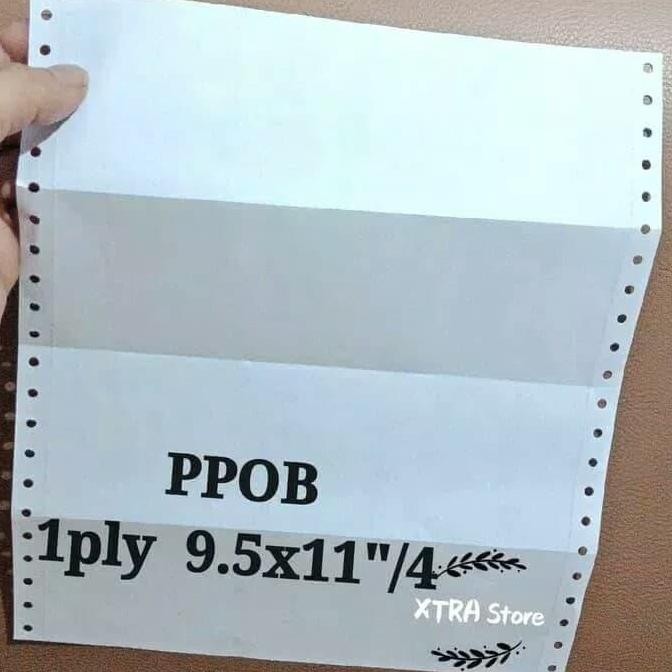 PPOB
1ply 9.5x11"/4
XTRA Store